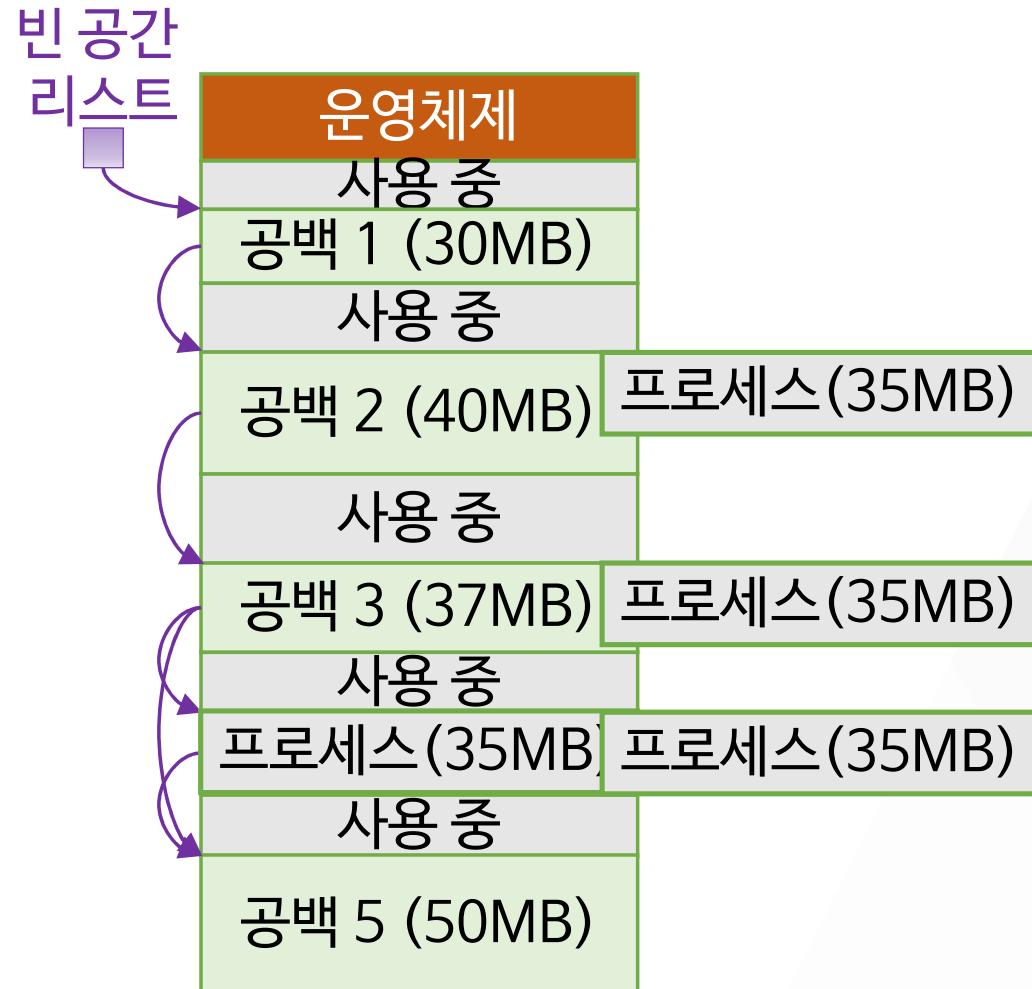 빈 공간
리스트
운영체제
사용 중
공백 1 (30MB)
사용 중
공백 2 (40MB)
프로세스(35MB)
사용 중
공백 3 (37MB)
프로세스(35MB)
사용 중
프로세스(35MB)
프로세스(35MB)
사용 중
공백 5 (50MB)